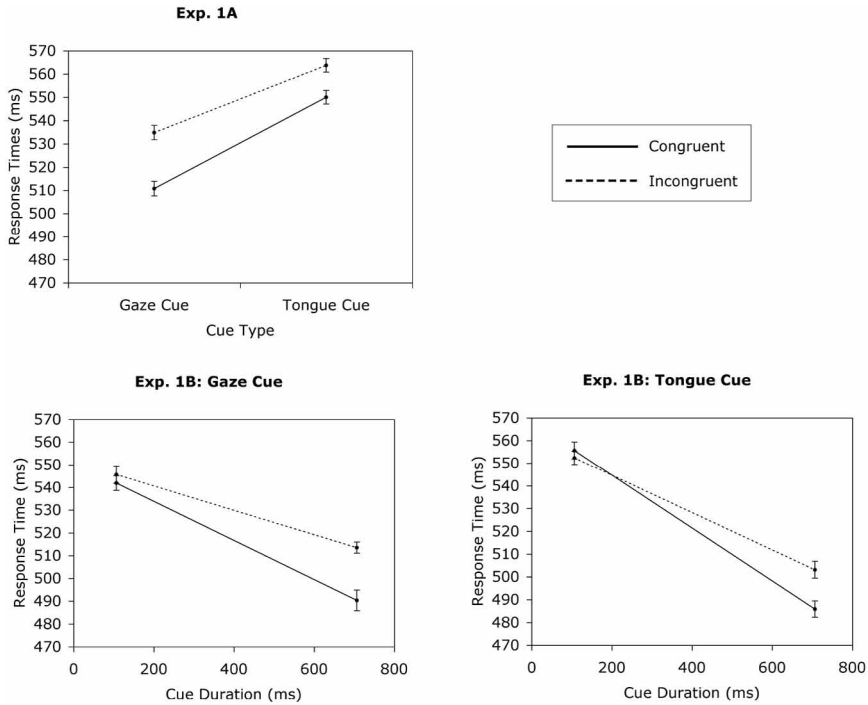 Exp. 1A
570
560
550
540
530
520
510
500
490
480
470
Response Times (ms)
Gaze Cue Tongue Cue
Cue Type
Congruent
Incongruent
Exp. 1B: Gaze Cue
570
560
550
540
530
520
510
500
490
480
470
Response Time (ms)
0 200 400 600 800
Cue Duration (ms)
Exp. 1B: Tongue Cue
570
560
550
540
530
520
510
500
490
480
470
Response Time (ms)
0 200 400 600 800
Cue Duration (ms)